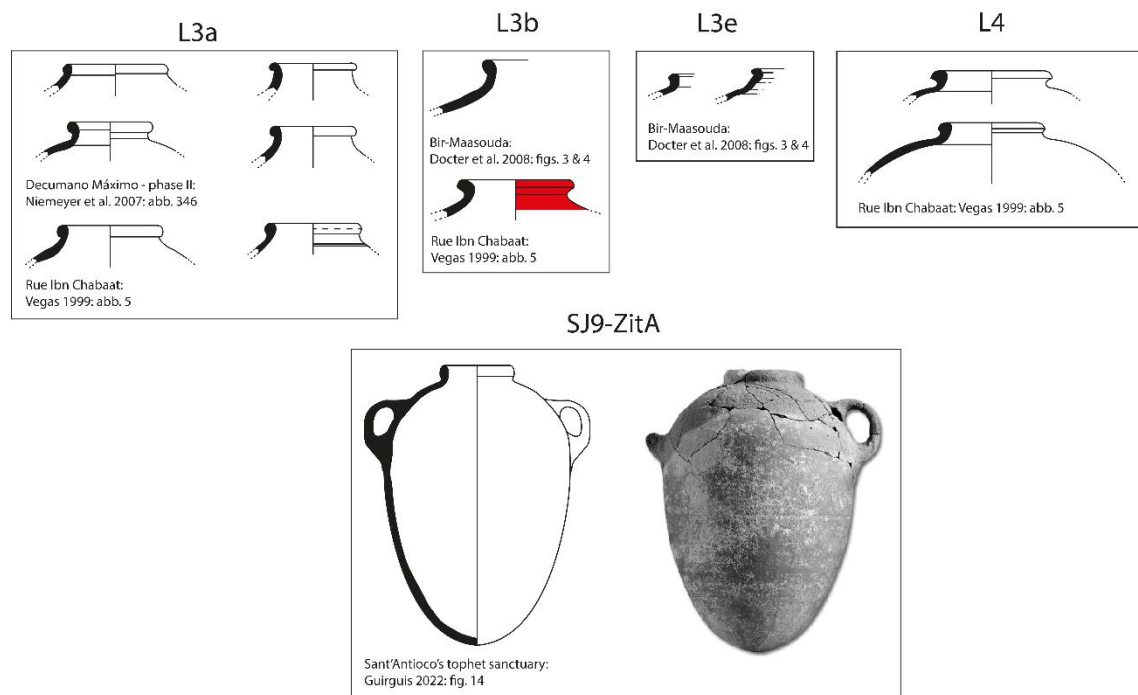 L3a
L3b
L3e
L4
Decumano Máximo - phase II:
Niemeyer et al. 2007: abb. 346
Rue Ibn Chabaat:
Vegas 1999: abb. 5
Bir-Maasouda:
Docter et al. 2008: figs. 3 & 4
Rue Ibn Chabaat:
Vegas 1999: abb. 5
Bir-Maasouda:
Docter et al. 2008: figs. 3 & 4
Rue Ibn Chabaat: Vegas 1999: abb. 5
SJ9-ZitA
Sant'Antioco's tophet sanctuary:
Guirguis 2022: fig. 14